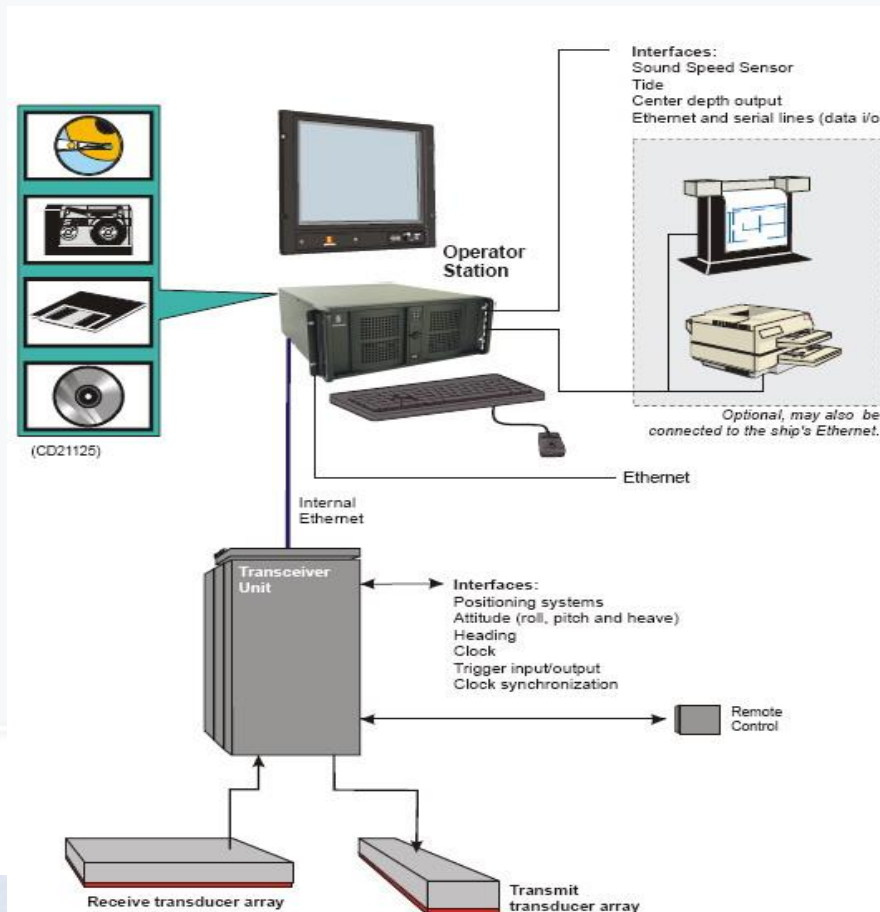 Interfaces:
Sound Speed Sensor
Tide
Center depth output
Ethernet and serial lines (data i/o
Operator
Station
Optional, may also be
connected to the ship's Ethernet.
(CD21125)
Ethernet
Internal
Ethernet
Transceiver
Unit
Interfaces:
Positioning systems
Attitude (roll, pitch and heave)
Heading
Clock
Trigger input/output
Clock synchronization
Remote
Control
Receive transducer array
Transmit
transducer array